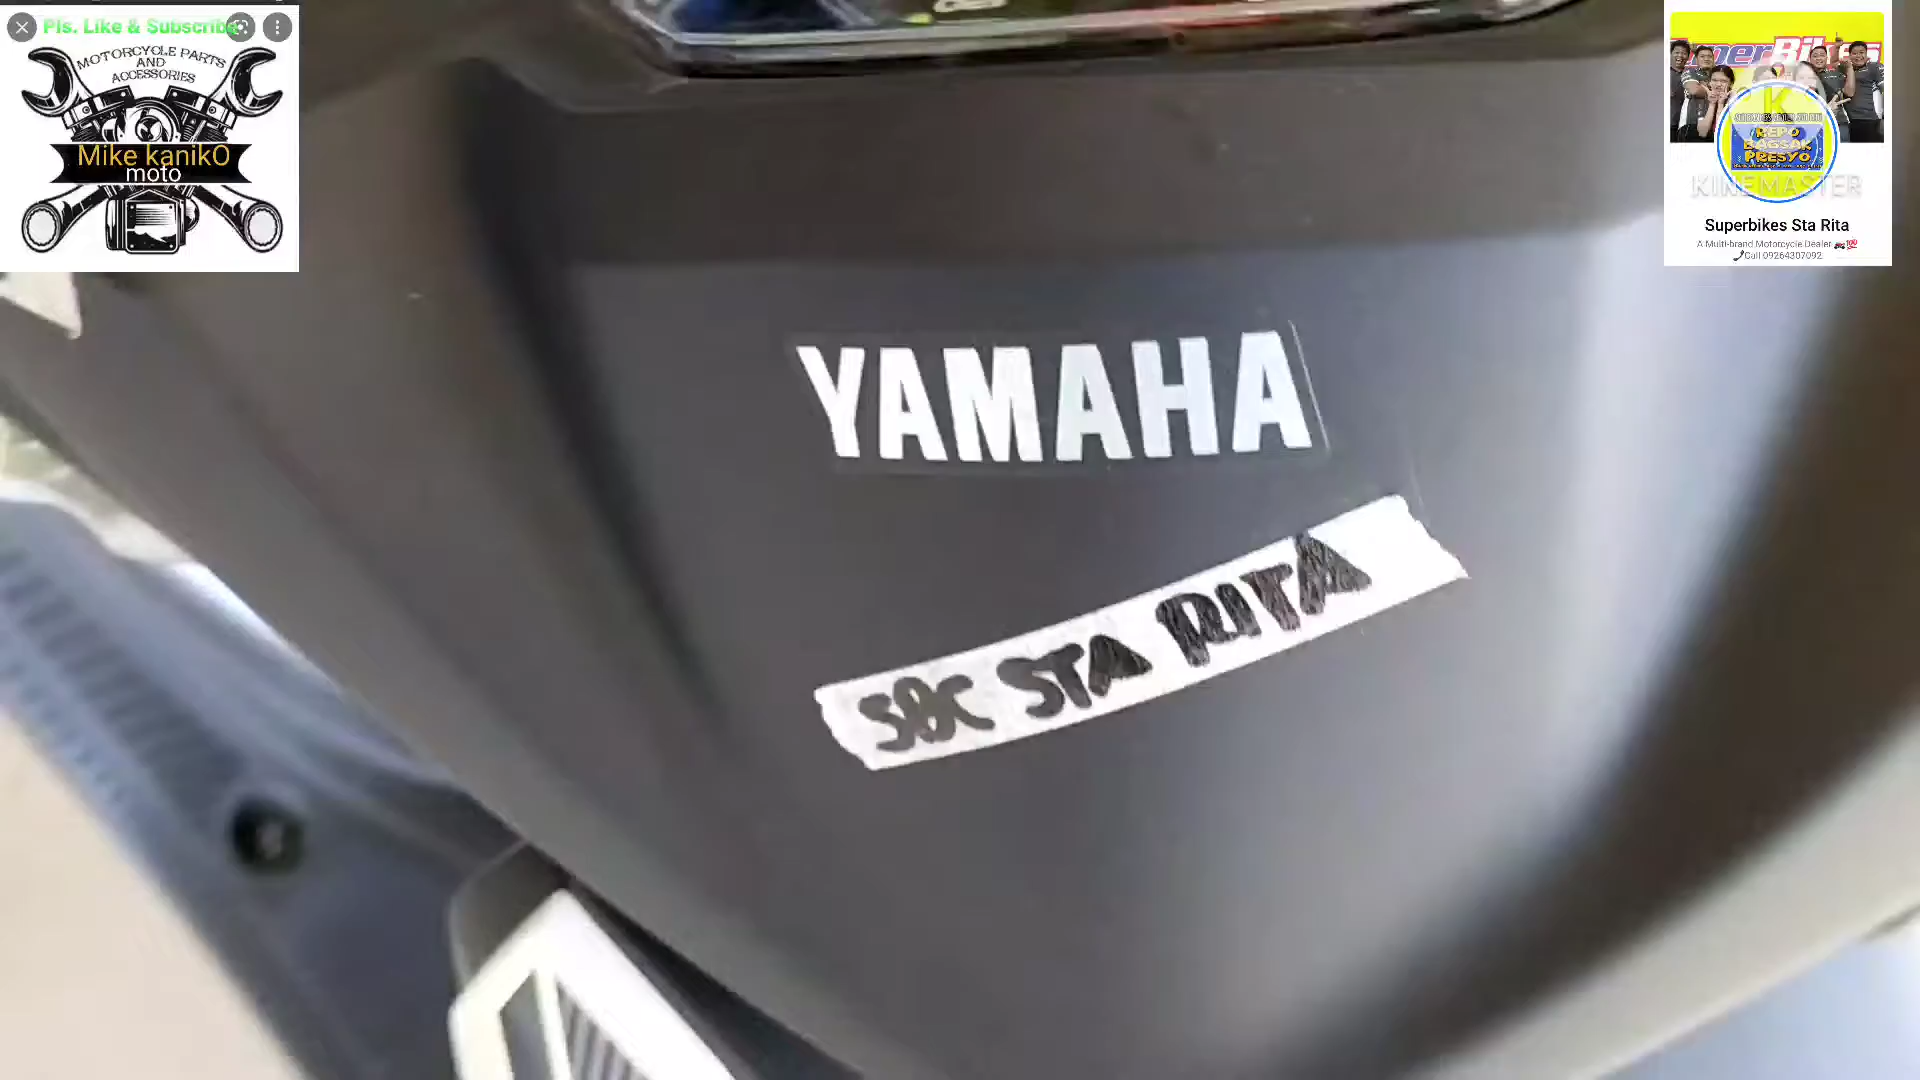 Pls. Like & Subscribe
MOTORCYCLE PARTS
AND
ACCESSORIES
Mike kanikO
moto
REPO
BAGSAK
PRESYO
KINEMASTER
Superbikes Sta Rita
A Multi-brand Motorcycle Dealer 🏍💯
📞Call 09264307092
YAMAHA
SBC STA RITA